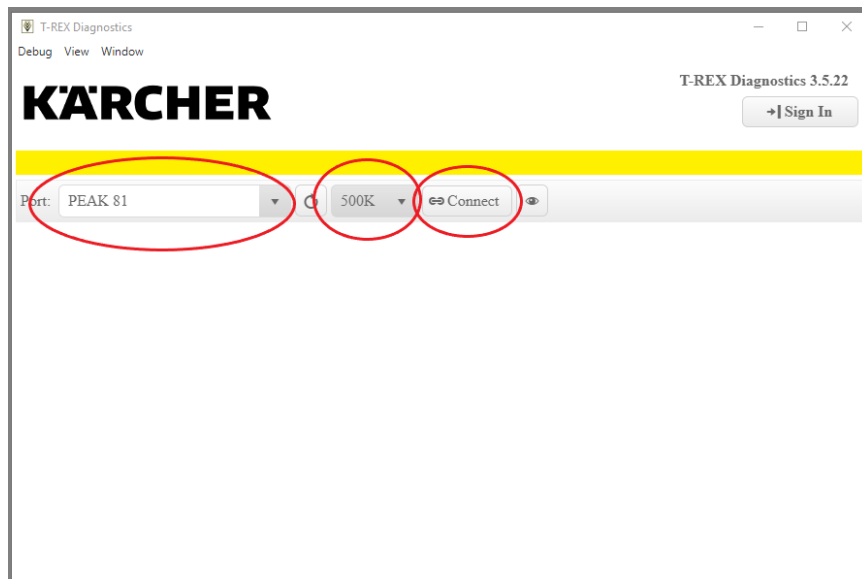 T-REX Diagnostics
Debug View Window
KÄRCHER
T-REX Diagnostics 3.5.22
Sign In
Port: PEAK 81 500K Connect